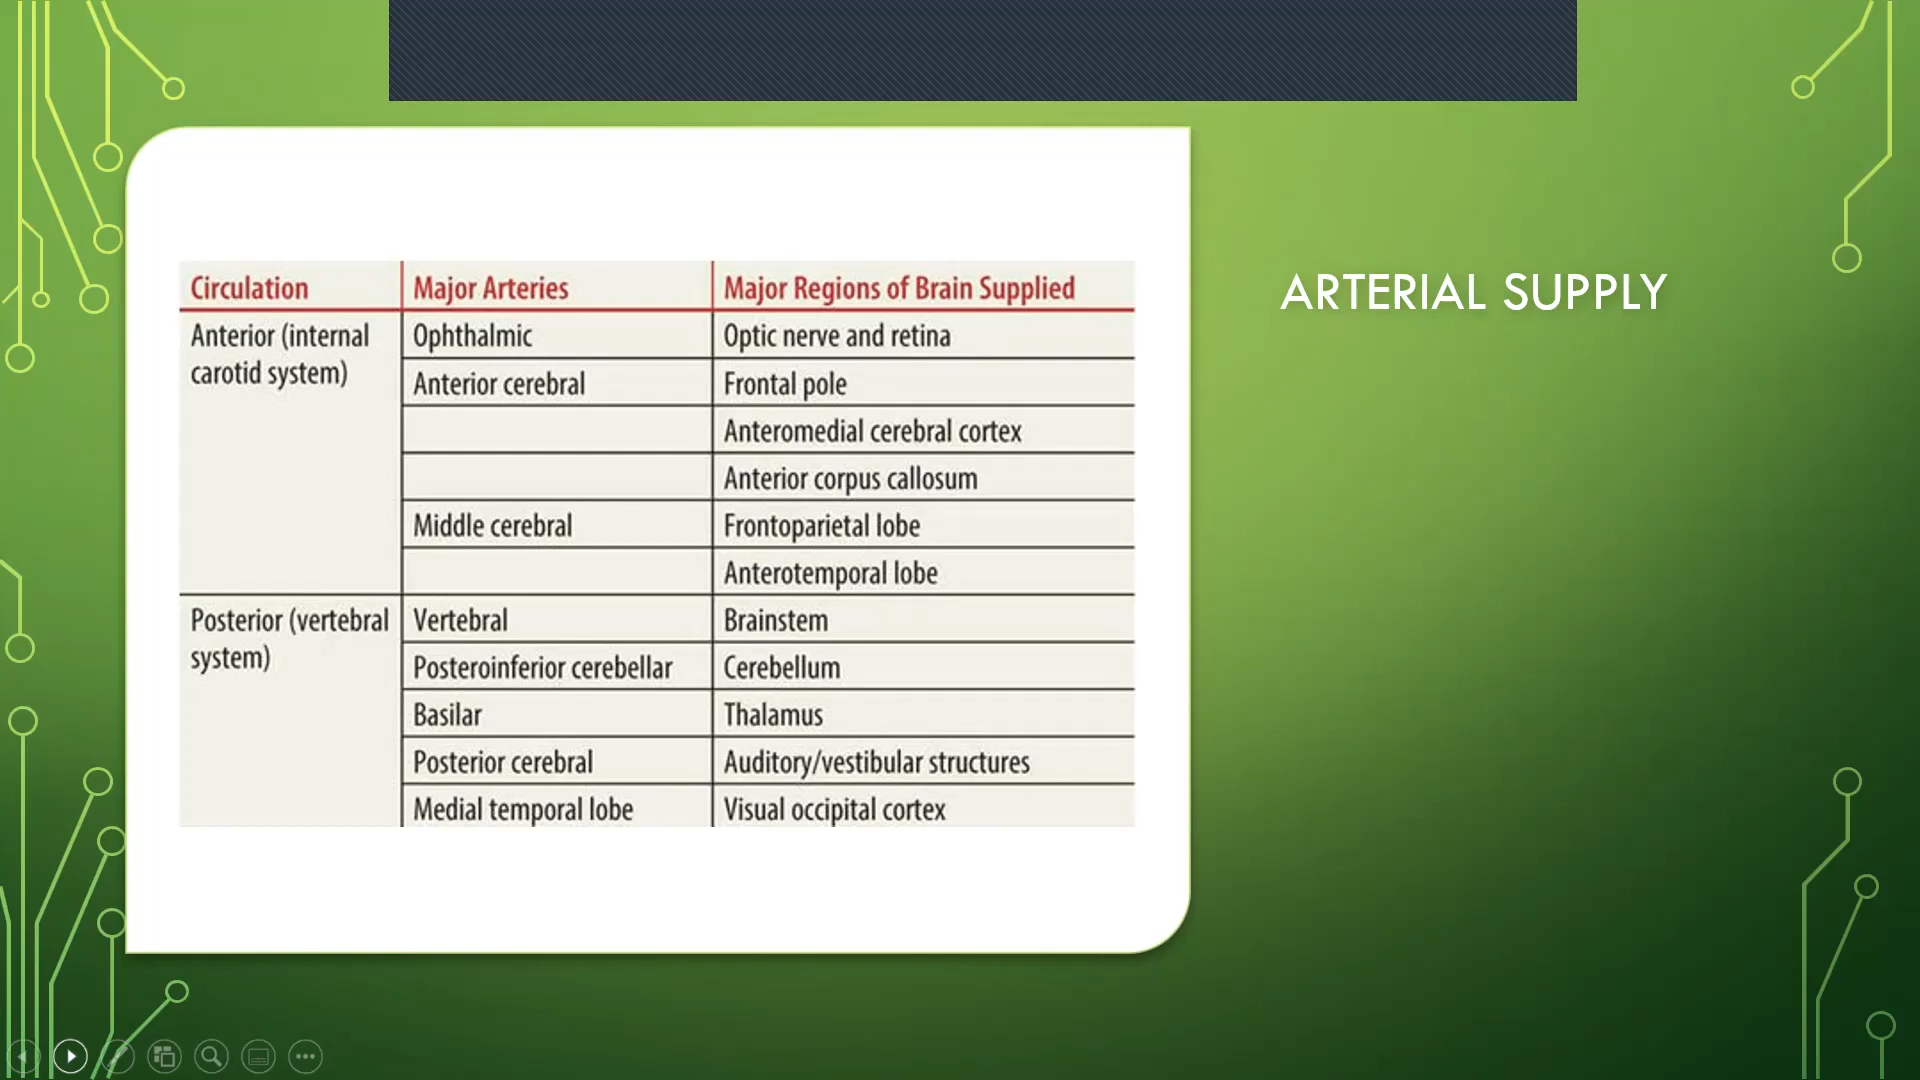 ARTERIAL SUPPLY
Circulation Major Arteries Major Regions of Brain Supplied
Anterior (internal Ophthalmic Optic nerve and retina
carotid system)
Anterior cerebral Frontal pole
Anteromedial cerebral cortex
Anterior corpus callosum
Middle cerebral Frontoparietal lobe
Anterotemporal lobe
Posterior (vertebral Vertebral Brainstem
system)
Posteroinferior cerebellar Cerebellum
Basilar Thalamus
Posterior cerebral Auditory/vestibular structures
Medial temporal lobe Visual occipital cortex